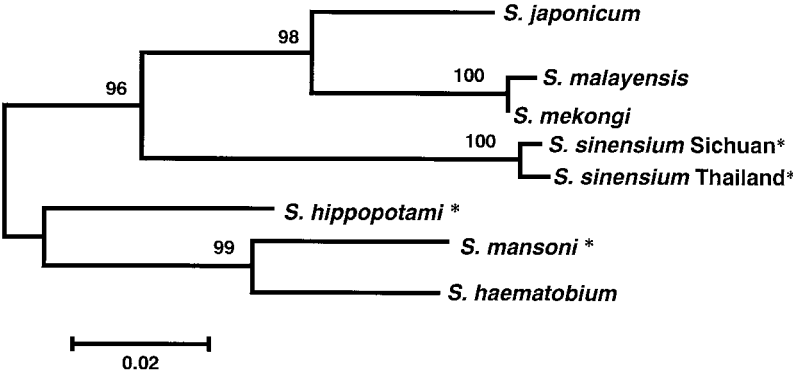 S. japonicum
98
100
S. malayensis
96
S. mekongi
100
S. sinensium Sichuan*
S. sinensium Thailand*
S. hippopotami *
99
S. mansoni *
S. haematobium
0.02